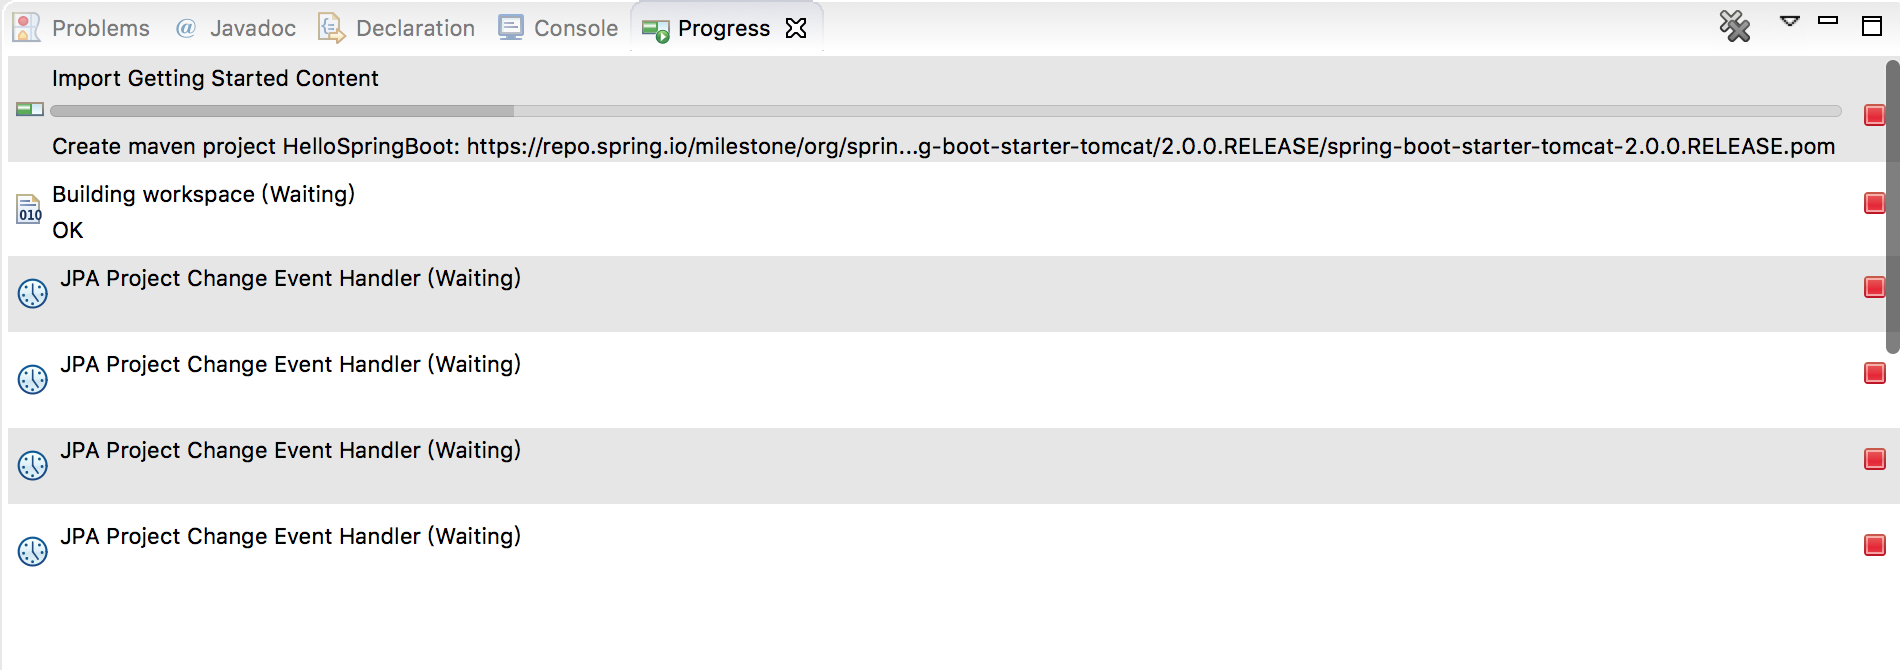 Problems @ Javadoc Declaration Console Progress
Import Getting Started Content
Create maven project HelloSpringBoot: https://repo.spring.io/milestone/org/sprin...g-boot-starter-tomcat/2.0.0.RELEASE/spring-boot-starter-tomcat-2.0.0.RELEASE.pom
Building workspace (Waiting)
010
OK
JPA Project Change Event Handler (Waiting)
JPA Project Change Event Handler (Waiting)
JPA Project Change Event Handler (Waiting)
JPA Project Change Event Handler (Waiting)